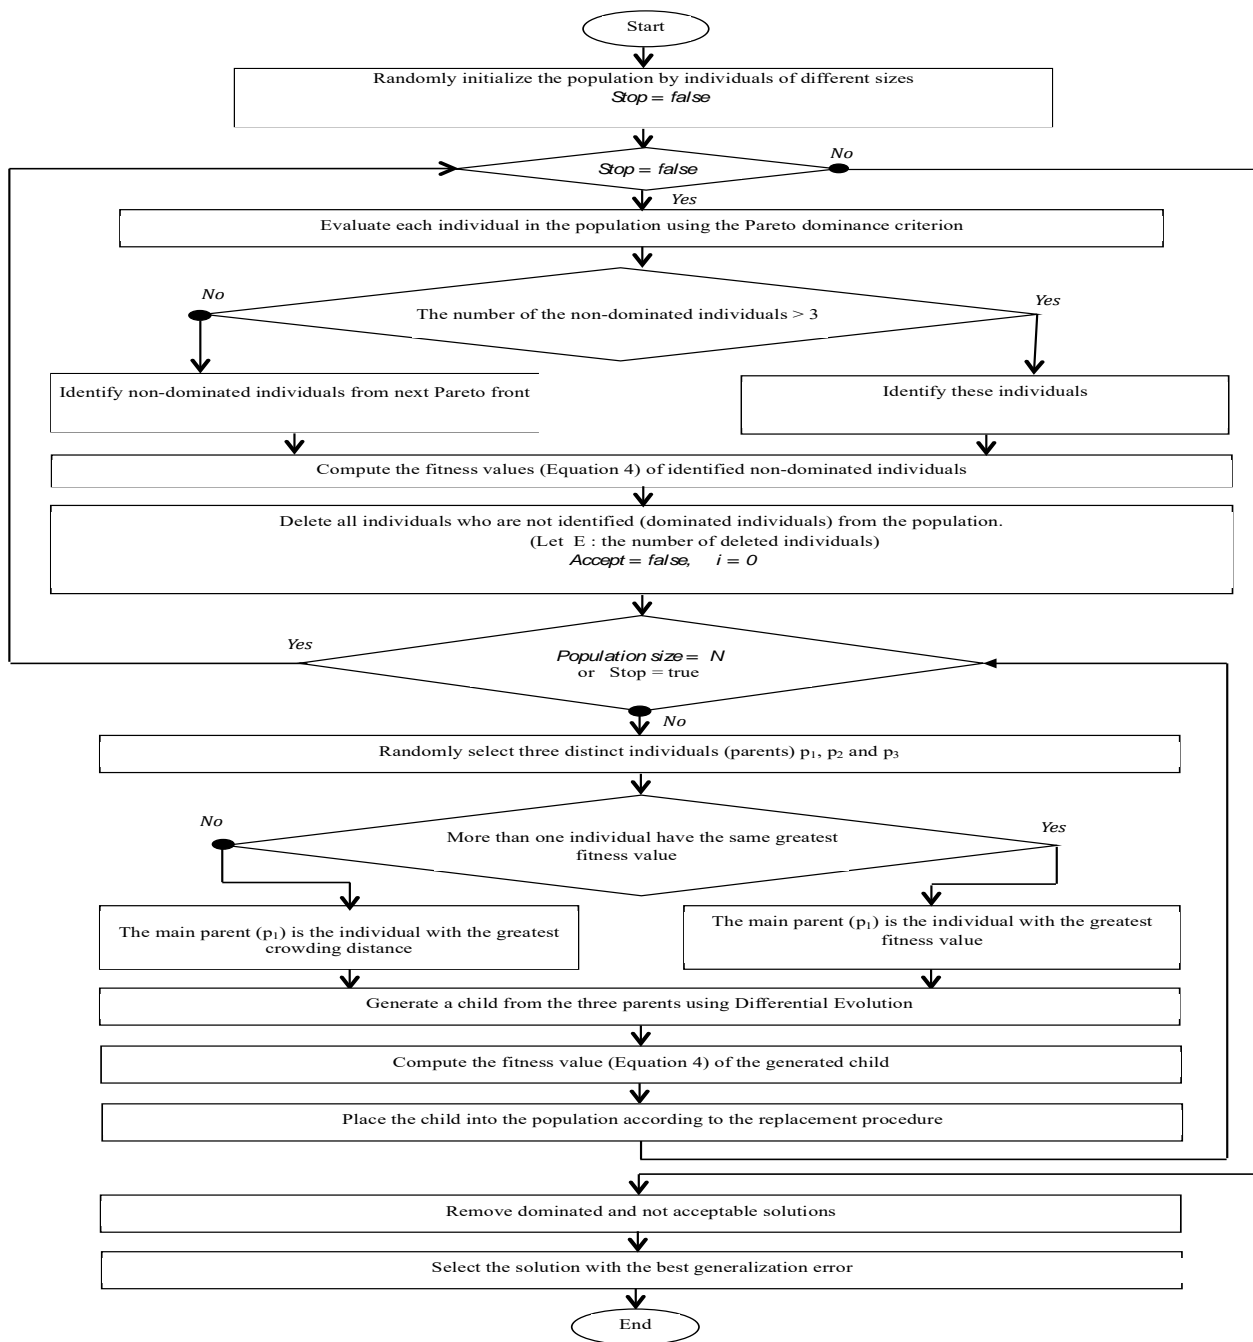 Start
Randomly initialize the population by individuals of different sizes
Stop = false
No
Stop = false
Yes
Evaluate each individual in the population using the Pareto dominance criterion
No
Yes
The number of the non-dominated individuals > 3
Identify non-dominated individuals from next Pareto front
Identify these individuals
Compute the fitness values (Equation 4) of identified non-dominated individuals
Delete all individuals who are not identified (dominated individuals) from the population.
(Let E : the number of deleted individuals)
Accept = false, i = 0
Yes
Population size = N
or Stop = true
No
Randomly select three distinct individuals (parents) p₁, p₂ and p₃
No
Yes
More than one individual have the same greatest
fitness value
The main parent (p₁) is the individual with the greatest
crowding distance
The main parent (p₁) is the individual with the greatest
fitness value
Generate a child from the three parents using Differential Evolution
Compute the fitness value (Equation 4) of the generated child
Place the child into the population according to the replacement procedure
Remove dominated and not acceptable solutions
Select the solution with the best generalization error
End